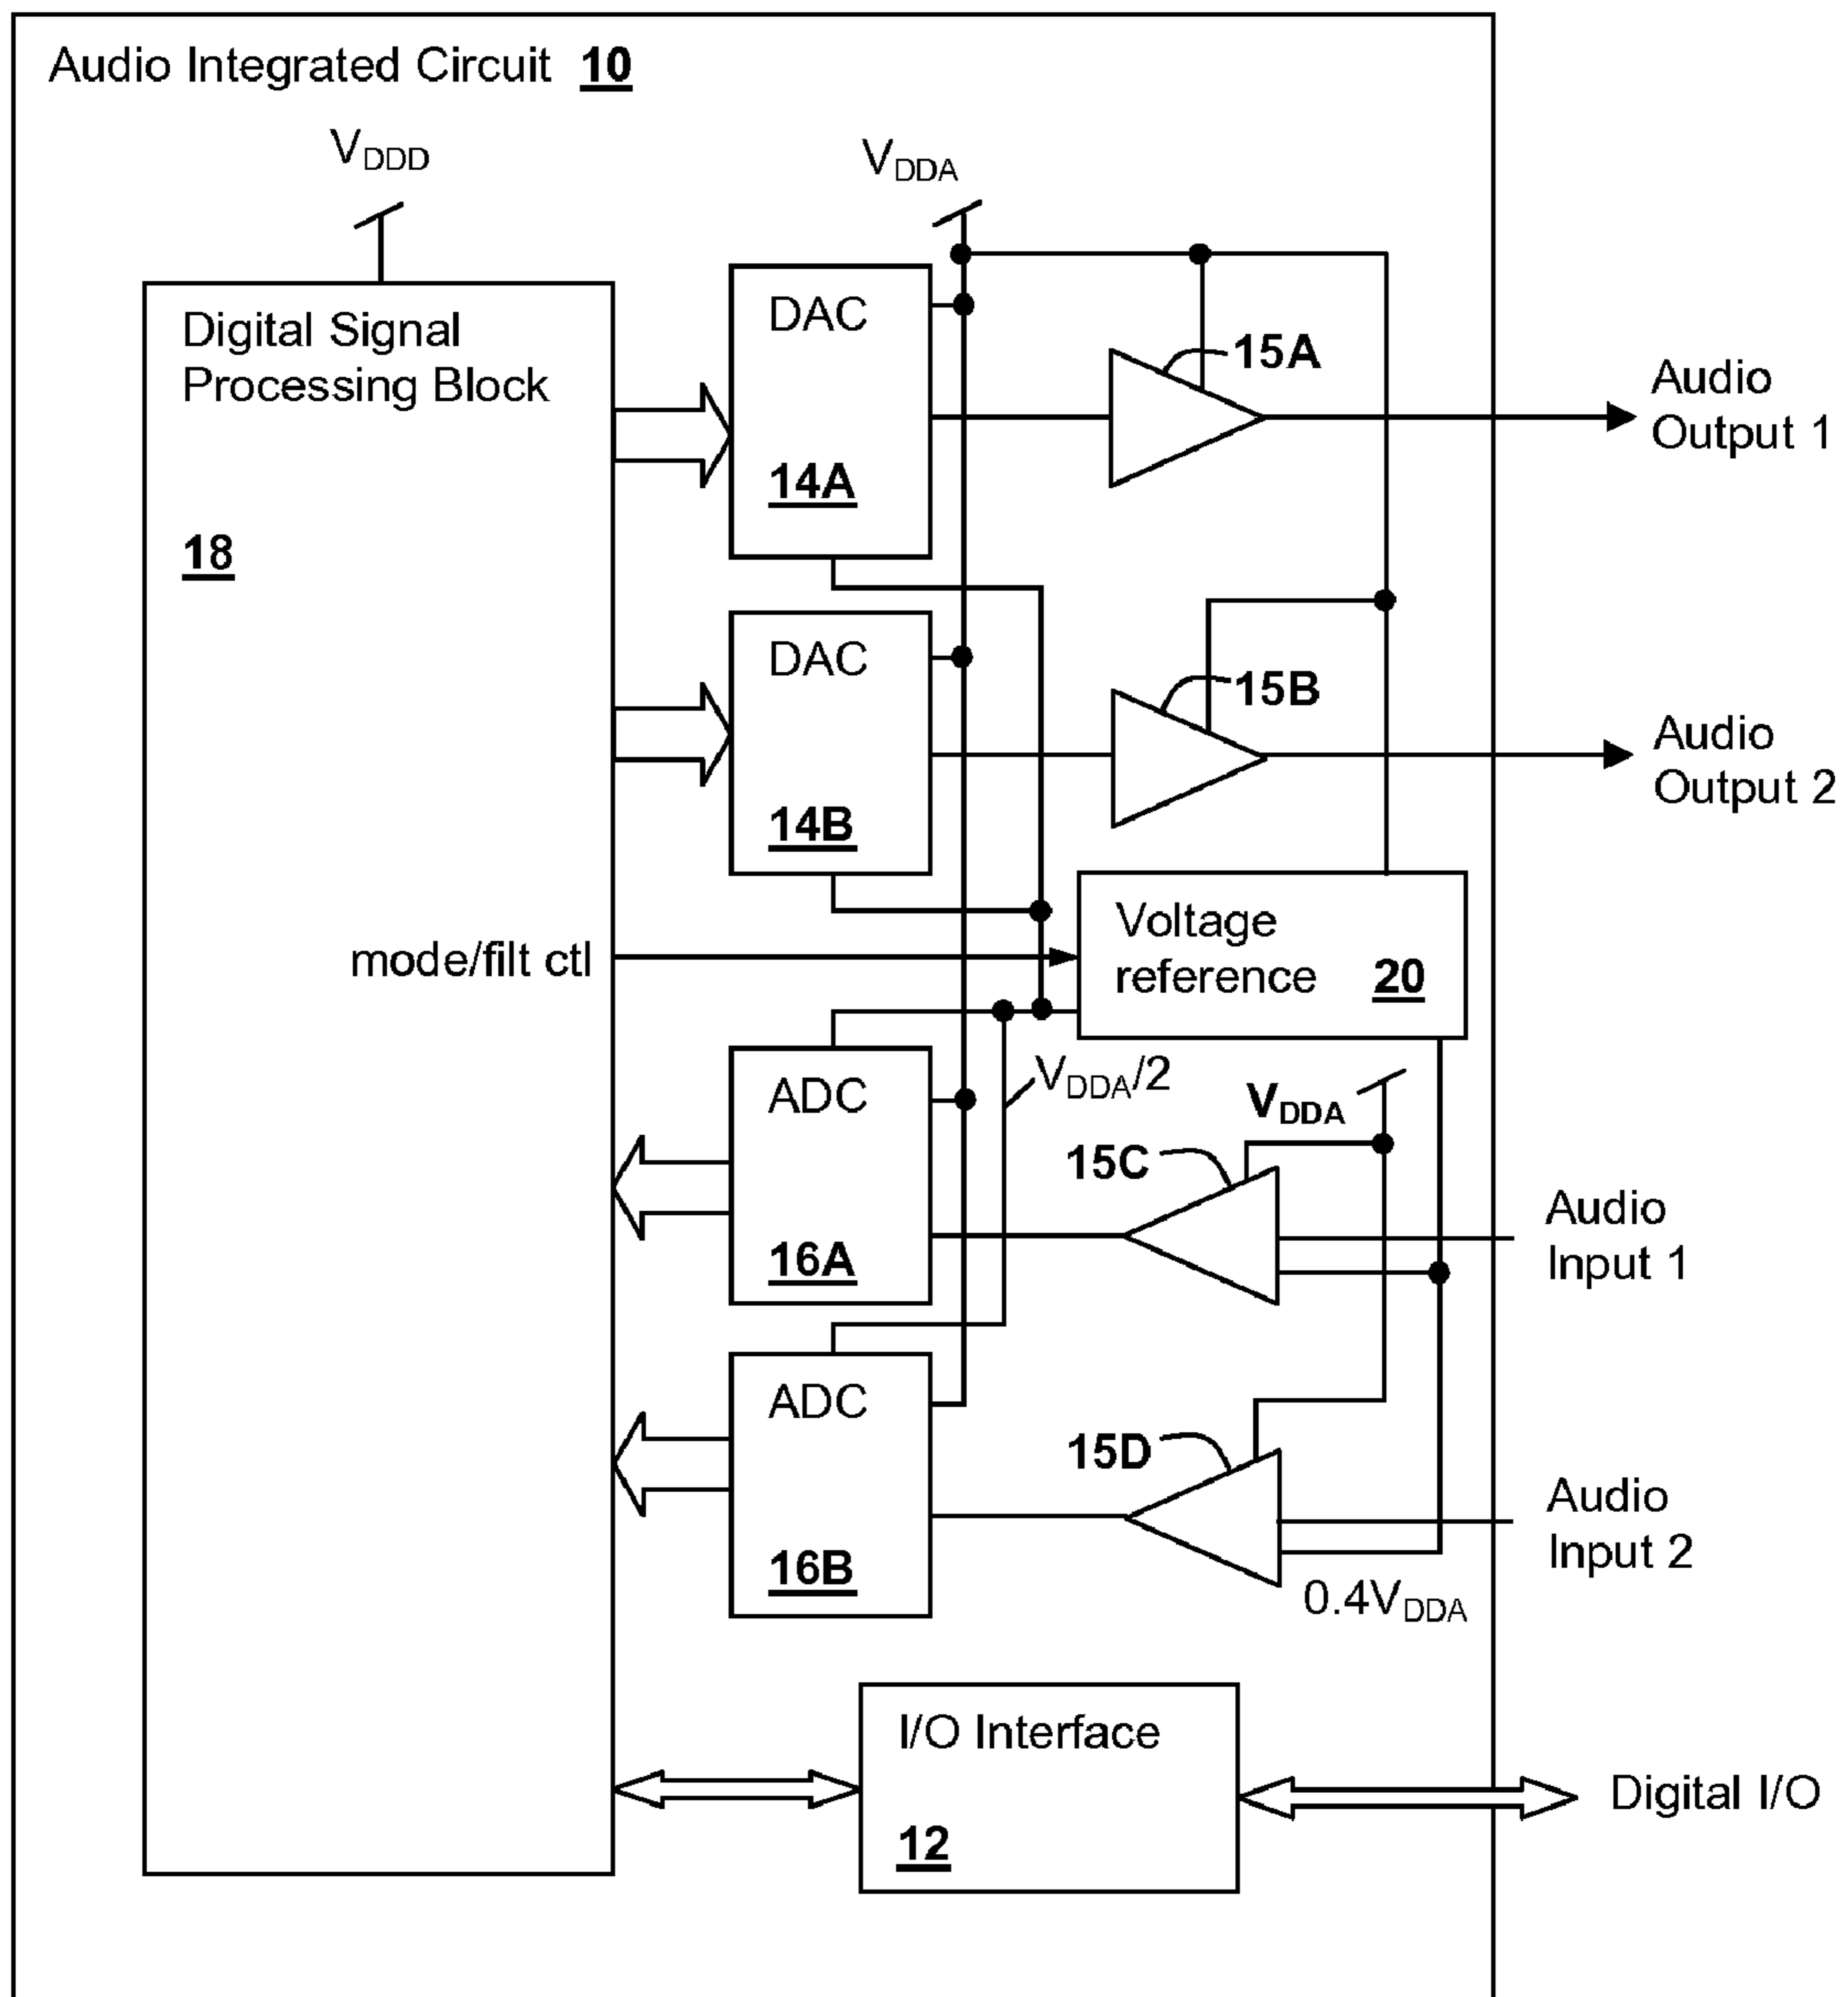 Audio Integrated Circuit 10
VDDD
VDDA
Digital Signal
Processing Block
18
DAC
14A
15A
Audio
Output 1
DAC
14B
15B
Audio
Output 2
mode/filt ctl
Voltage
reference 20
ADC
16A
VDDA/2
VDDA
15C
Audio
Input 1
ADC
16B
15D
Audio
Input 2
0.4VDDA
I/O Interface
12
Digital I/O